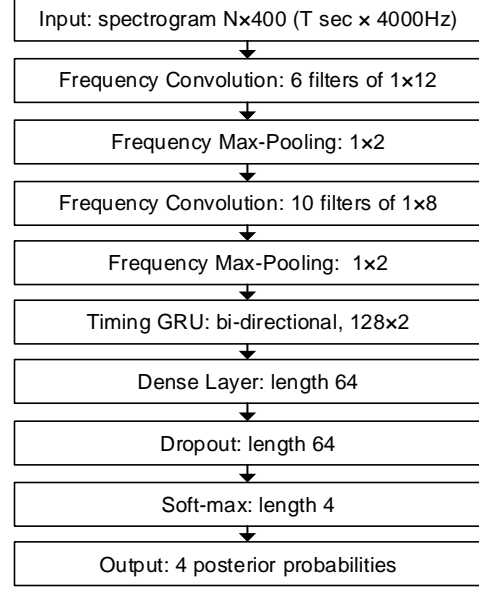 Input: spectrogram N×400 (T sec × 4000Hz)
Frequency Convolution: 6 filters of 1×12
Frequency Max-Pooling: 1×2
Frequency Convolution: 10 filters of 1×8
Frequency Max-Pooling: 1×2
Timing GRU: bi-directional, 128×2
Dense Layer: length 64
Dropout: length 64
Soft-max: length 4
Output: 4 posterior probabilities